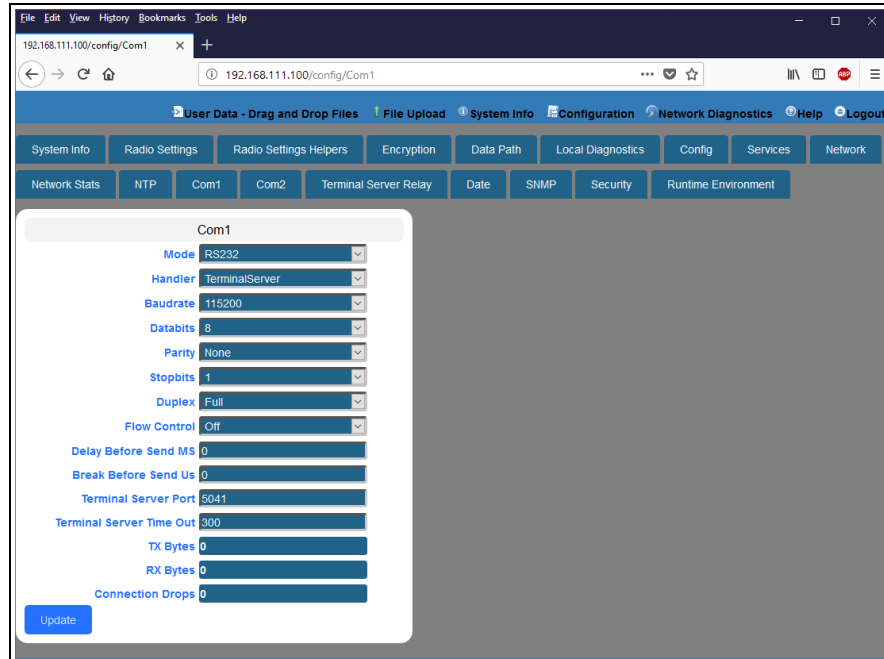 File Edit View History Bookmarks Tools Help
192.168.111.100/config/Com1
192.168.111.100/config/Com1
User Data - Drag and Drop Files File Upload System Info Configuration Network Diagnostics Help Logout
System Info Radio Settings Radio Settings Helpers Encryption Data Path Local Diagnostics Config Services Network
Network Stats NTP Com1 Com2 Terminal Server Relay Date SNMP Security Runtime Environment
Com1
Mode RS232
Handler TerminalServer
Baudrate 115200
Databits 8
Parity None
Stopbits 1
Duplex Full
Flow Control Off
Delay Before Send MS 0
Break Before Send Us 0
Terminal Server Port 5041
Terminal Server Time Out 300
TX Bytes 0
RX Bytes 0
Connection Drops 0
Update